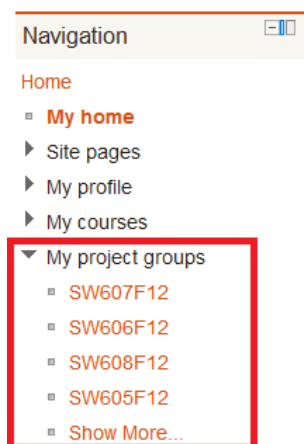 Navigation
Home
My home
Site pages
My profile
My courses
My project groups
SW607F12
SW606F12
SW608F12
SW605F12
Show More...